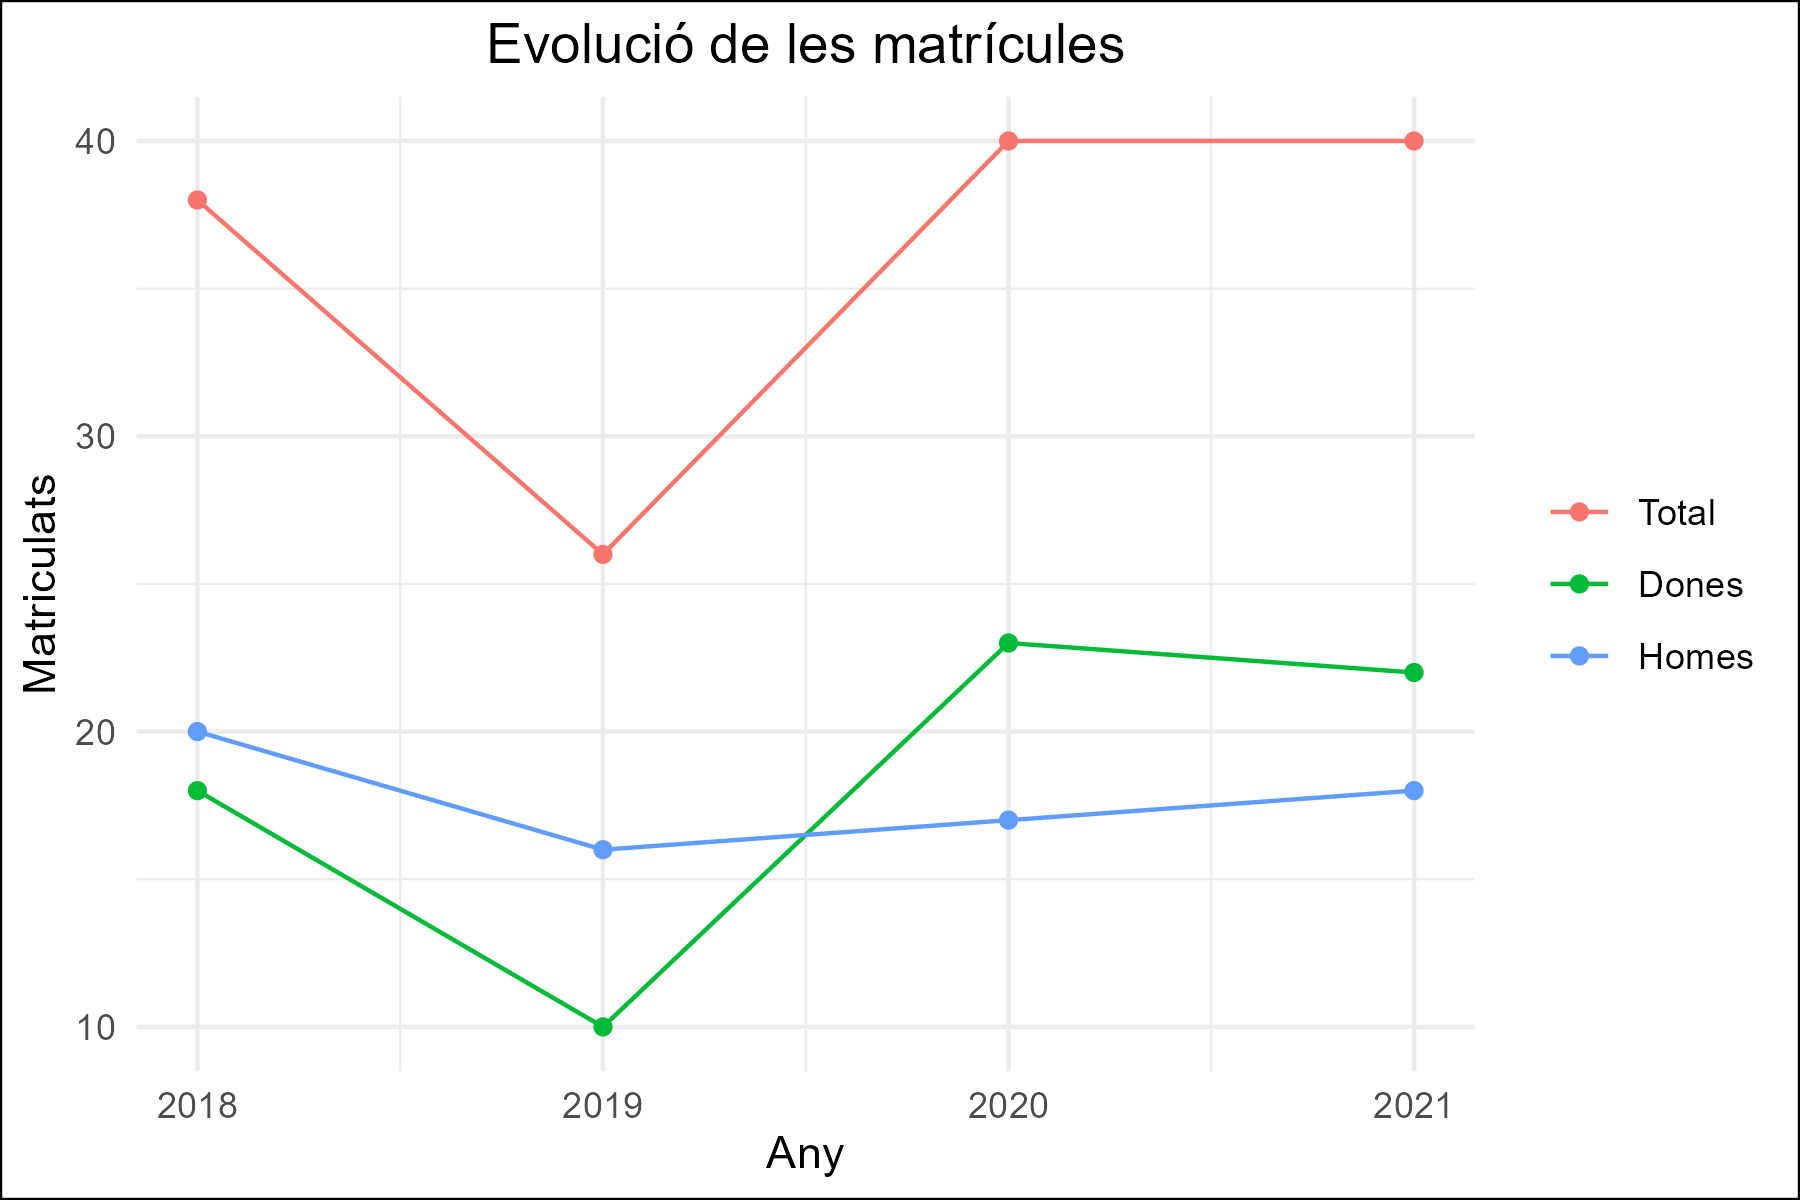 Evolució de les matrícules
40
30
20
10
Matriculats
2018 2019 2020 2021
Any
Total
Dones
Homes